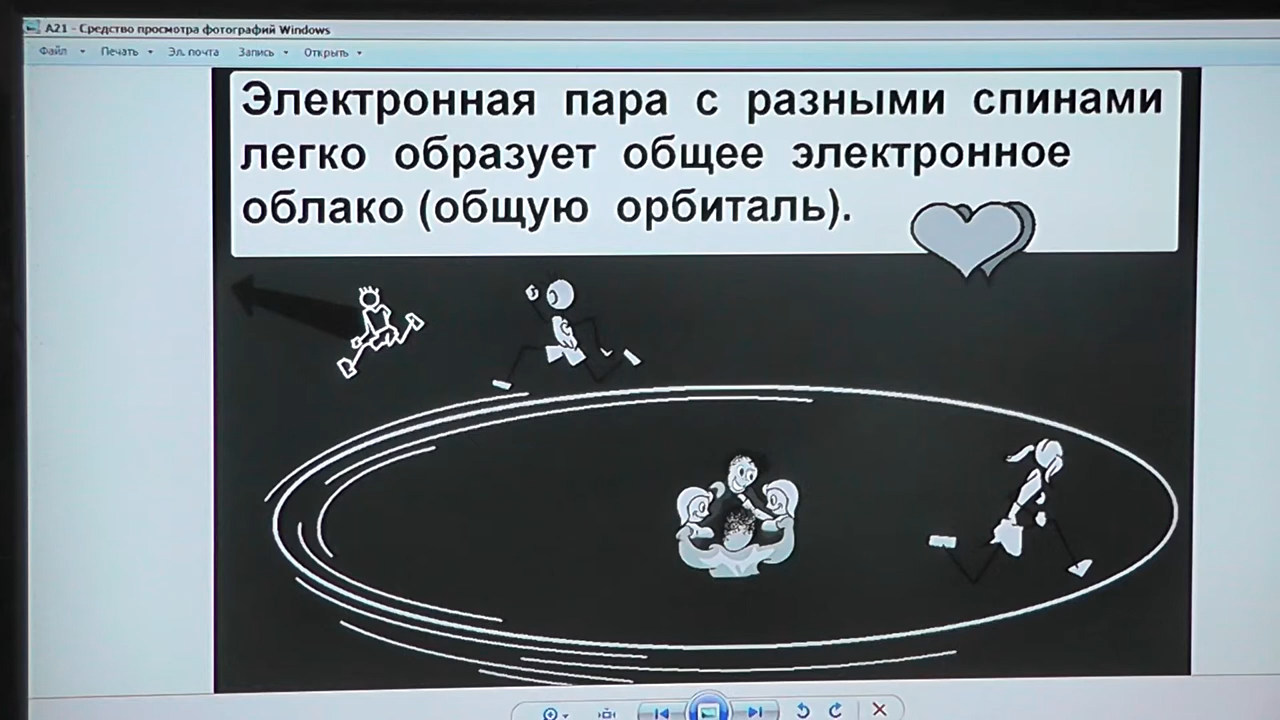 A21 - Средство просмотра фотографий Windows
Файл Печать Эл. почта Запись Открыть
Электронная пара с разными спинами
легко образует общее электронное
облако (общую орбиталь).